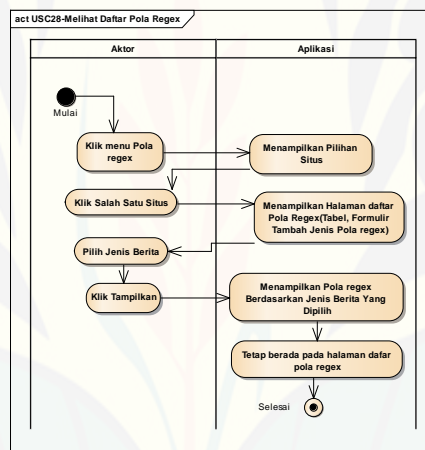 act USC28-Melihat Daftar Pola Regex
Aktor
Aplikasi
Mulai
Klik menu Pola
regex
Menampilkan Pilihan
Situs
Klik Salah Satu Situs
Menampilkan Halaman daftar
Pola Regex(Tabel, Formulir
Tambah Jenis Pola regex)
Pilih Jenis Berita
Klik Tampilkan
Menampilkan Pola regex
Berdasarkan Jenis Berita Yang
Dipilih
Tetap berada pada halaman dafar
pola regex
Selesai